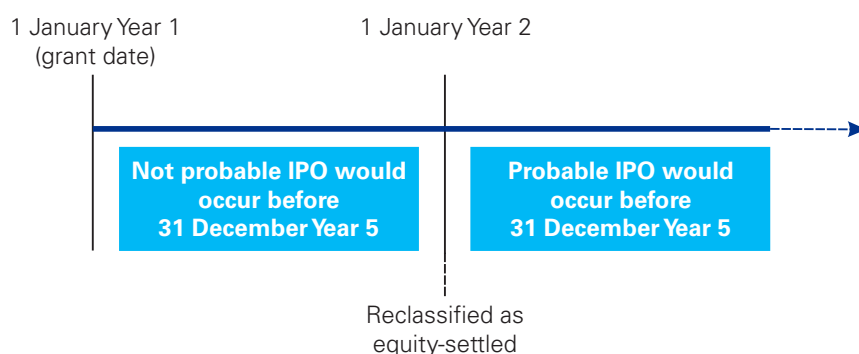 1 January Year 1
(grant date)
1 January Year 2
Not probable IPO would
occur before
31 December Year 5
Probable IPO would
occur before
31 December Year 5
Reclassified as
equity-settled